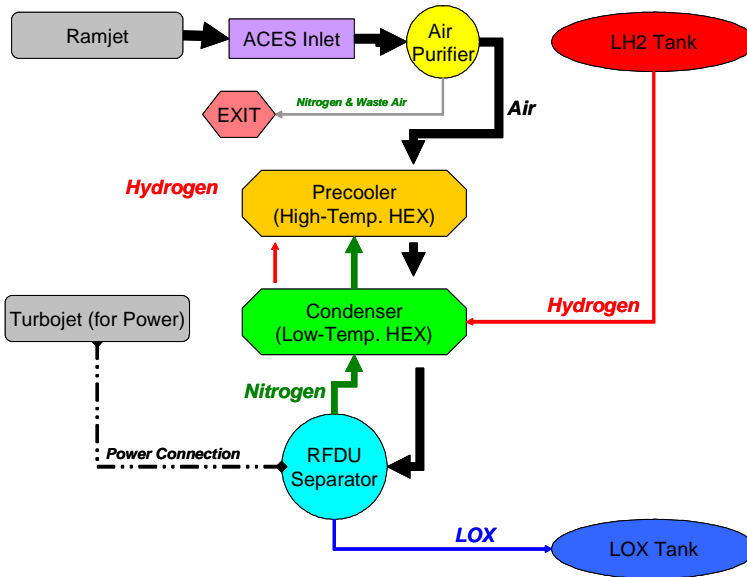 Ramjet
ACES Inlet
Air
Purifier
LH2 Tank
Nitrogen & Waste Air
EXIT
Air
Hydrogen
Precooler
(High-Temp. HEX)
Hydrogen
Turbojet (for Power)
Condenser
(Low-Temp. HEX)
Nitrogen
Power Connection
RFDU
Separator
LOX
LOX Tank